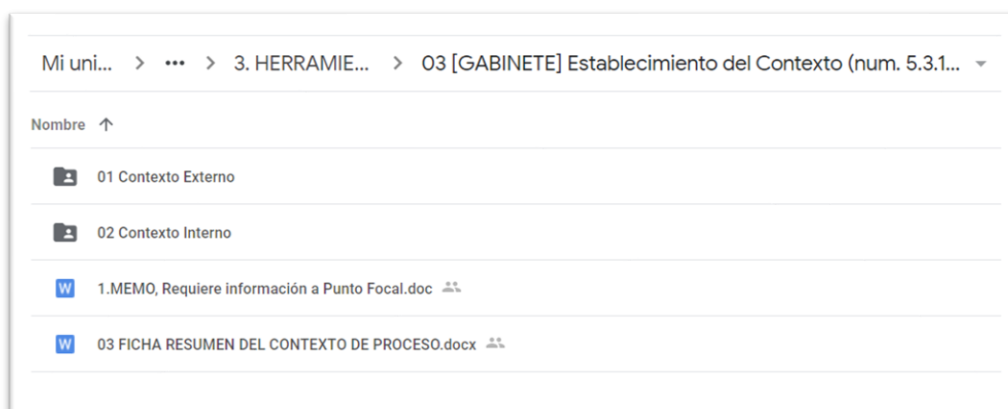 Mi uni... > ••• > 3. HERRAMIE... > 03 [GABINETE] Establecimiento del Contexto (num. 5.3.1...
Nombre ↑
01 Contexto Externo
02 Contexto Interno
W 1.MEMO, Requiere información a Punto Focal.doc
W 03 FICHA RESUMEN DEL CONTEXTO DE PROCESO.docx